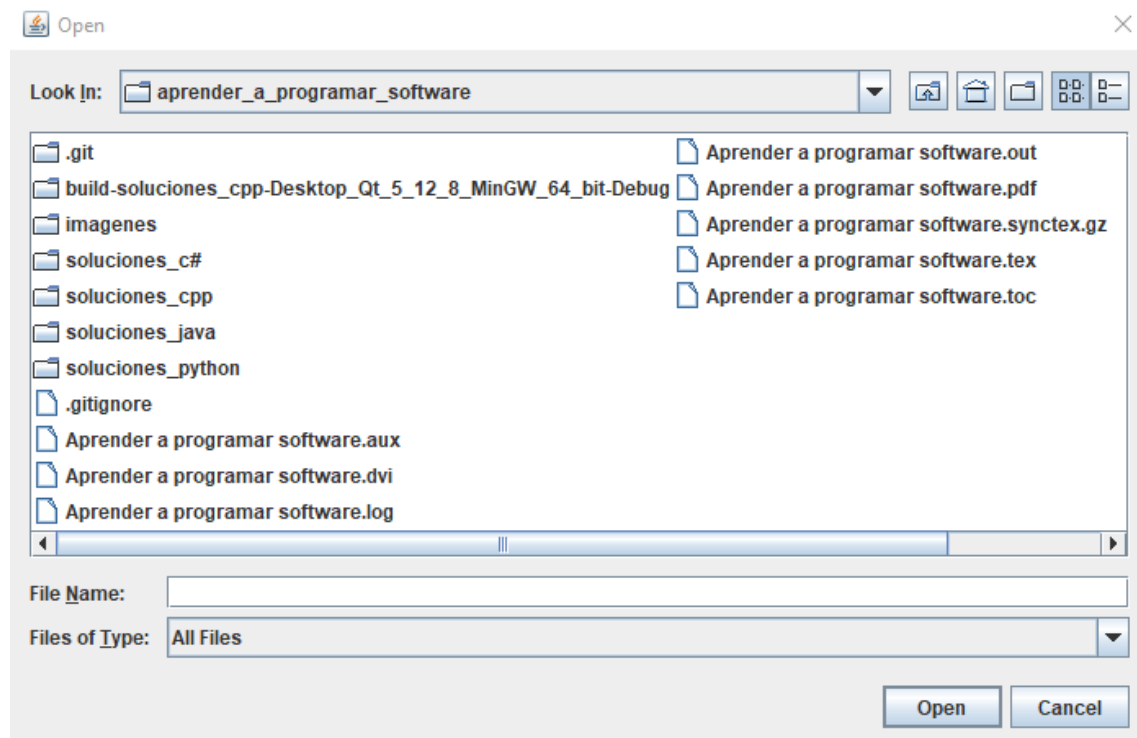 Open
Look In: aprender_a_programar_software
.git
build-soluciones_cpp-Desktop_Qt_5_12_8_MinGW_64_bit-Debug
imagenes
soluciones_c#
soluciones_cpp
soluciones_java
soluciones_python
.gitignore
Aprender a programar software.aux
Aprender a programar software.dvi
Aprender a programar software.log
Aprender a programar software.out
Aprender a programar software.pdf
Aprender a programar software.synctex.gz
Aprender a programar software.tex
Aprender a programar software.toc
File Name:
Files of Type: All Files
Open Cancel